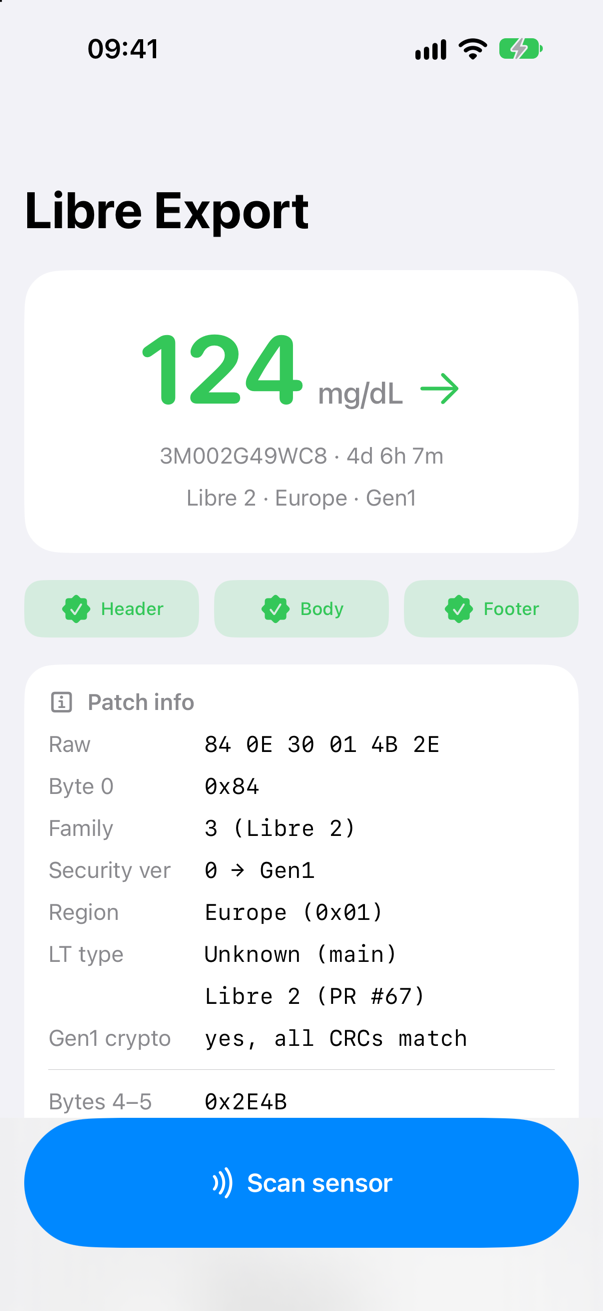 09:41
Libre Export
124 mg/dL →
3M002G49WC8 · 4d 6h 7m
Libre 2 · Europe · Gen1
Header Body Footer
Patch info
Raw 84 0E 30 01 4B 2E
Byte 0 0x84
Family 3 (Libre 2)
Security ver 0 → Gen1
Region Europe (0x01)
LT type Unknown (main)
Libre 2 (PR #67)
Gen1 crypto yes, all CRCs match
Bytes 4–5 0x2E4B
Scan sensor